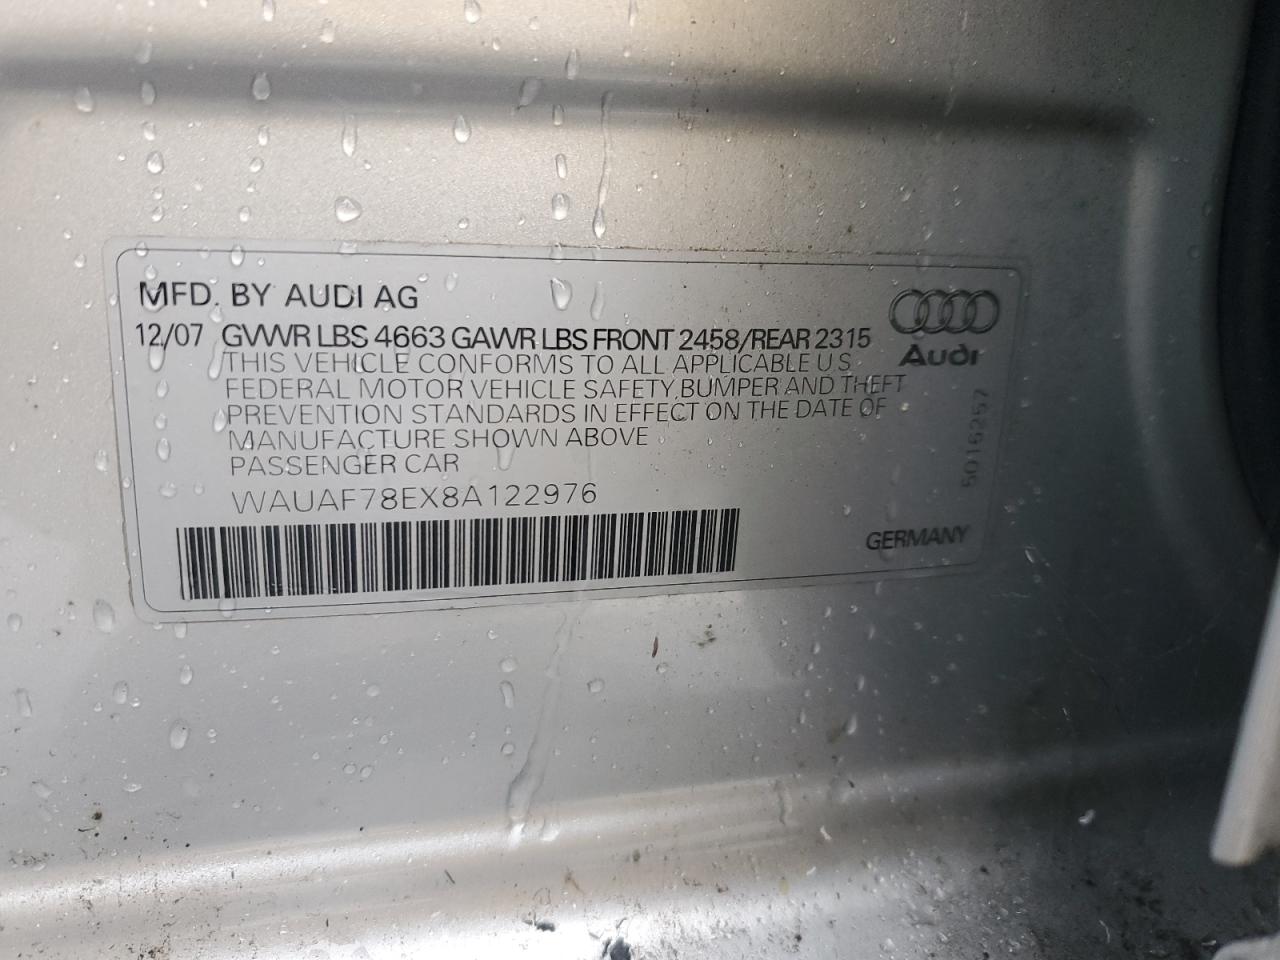 MFD. BY AUDI AG
12/07 GVWR LBS 4663 GAWR LBS FRONT 2458/REAR 2315
THIS VEHICLE CONFORMS TO ALL APPLICABLE U.S.
FEDERAL MOTOR VEHICLE SAFETY, BUMPER AND THEFT
PREVENTION STANDARDS IN EFFECT ON THE DATE OF
MANUFACTURE SHOWN ABOVE
PASSENGER CAR
WAUAF78EX8A122976
Audi
5016257
GERMANY